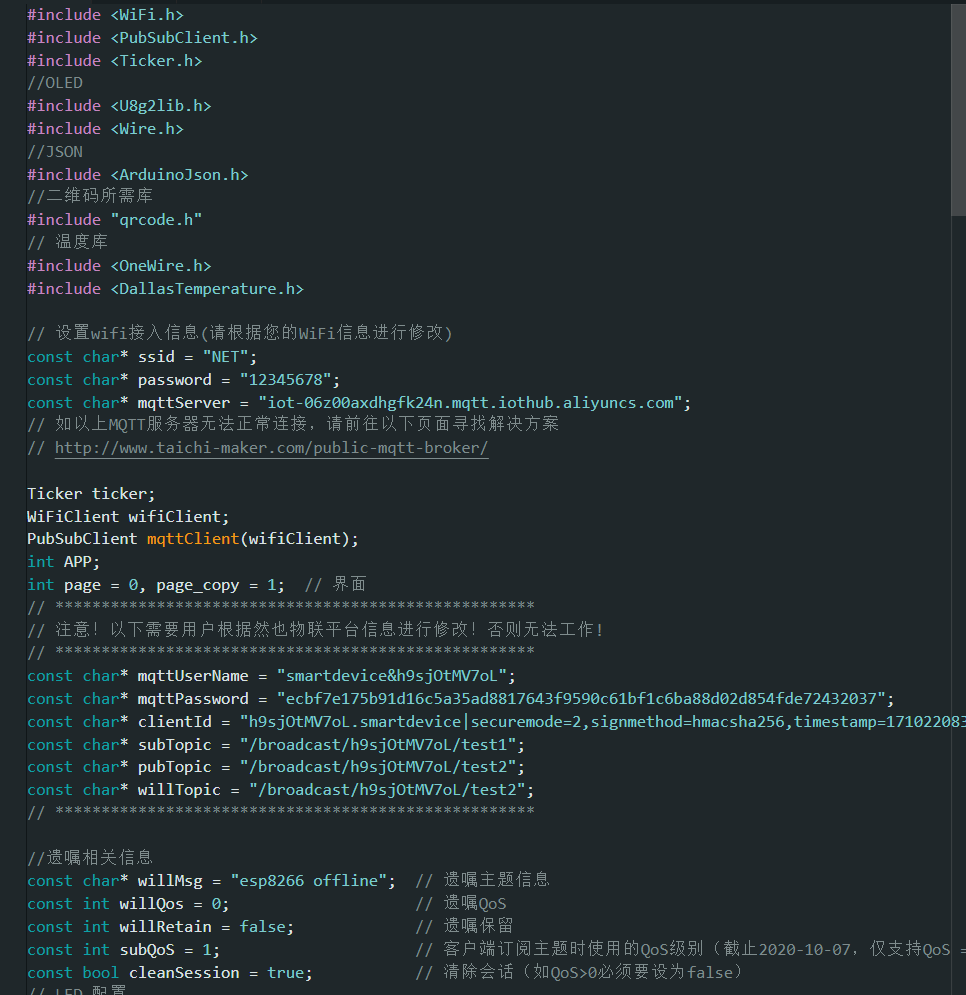 #include <WiFi.h>
#include <PubSubClient.h>
#include <Ticker.h>
//OLED
#include <U8g2lib.h>
#include <Wire.h>
//JSON
#include <ArduinoJson.h>
//二维码所需库
#include "qrcode.h"
// 温度库
#include <OneWire.h>
#include <DallasTemperature.h>
// 设置wifi接入信息(请根据您的WiFi信息进行修改)
const char* ssid = "NET";
const char* password = "12345678";
const char* mqttServer = "iot-06z00axdhgfk24n.mqtt.iothub.aliyuncs.com";
// 如以上MQTT服务器无法正常连接，请前往以下页面寻找解决方案
// http://www.taichi-maker.com/public-mqtt-broker/
Ticker ticker;
WiFiClient wifiClient;
PubSubClient mqttClient(wifiClient);
int APP;
int page = 0, page_copy = 1;  // 界面
// ****************************************************
// 注意！以下需要用户根据然也物联平台信息进行修改！否则无法工作!
// ****************************************************
const char* mqttUserName = "smartdevice&h9sjOtMV7oL";
const char* mqttPassword = "ecbf7e175b91d16c5a35ad8817643f9590c61bf1c6ba88d02d854fde72432037";
const char* clientId = "h9sjOtMV7oL.smartdevice|securemode=2,signmethod=hmacsha256,timestamp=171022083
const char* subTopic = "/broadcast/h9sjOtMV7oL/test1";
const char* pubTopic = "/broadcast/h9sjOtMV7oL/test2";
const char* willTopic = "/broadcast/h9sjOtMV7oL/test2";
// ****************************************************
//遗嘱相关信息
const char* willMsg = "esp8266 offline";  // 遗嘱主题信息
const int willQos = 0;                    // 遗嘱QoS
const int willRetain = false;             // 遗嘱保留
const int subQoS = 1;                     // 客户端订阅主题时使用的QoS级别（截止2020-10-07，仅支持QoS =
const bool cleanSession = true;           // 清除会话（如QoS>0必须要设为false）
// LED 配置